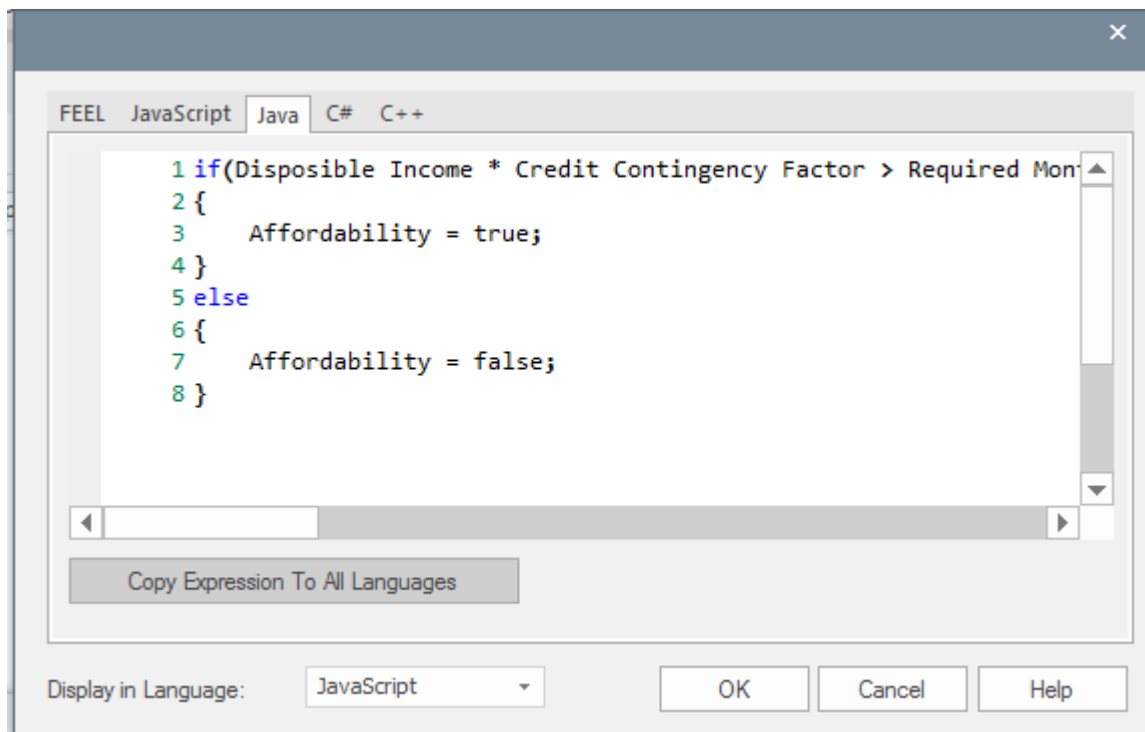 FEEL JavaScript Java C# C++
1 if(Disposible Income * Credit Contingency Factor > Required
2 {
3 Affordability = true;
4 }
5 else
6 {
7 Affordability = false;
8 }
Copy Expression To All Languages
Display in Language: JavaScript OK Cancel Help